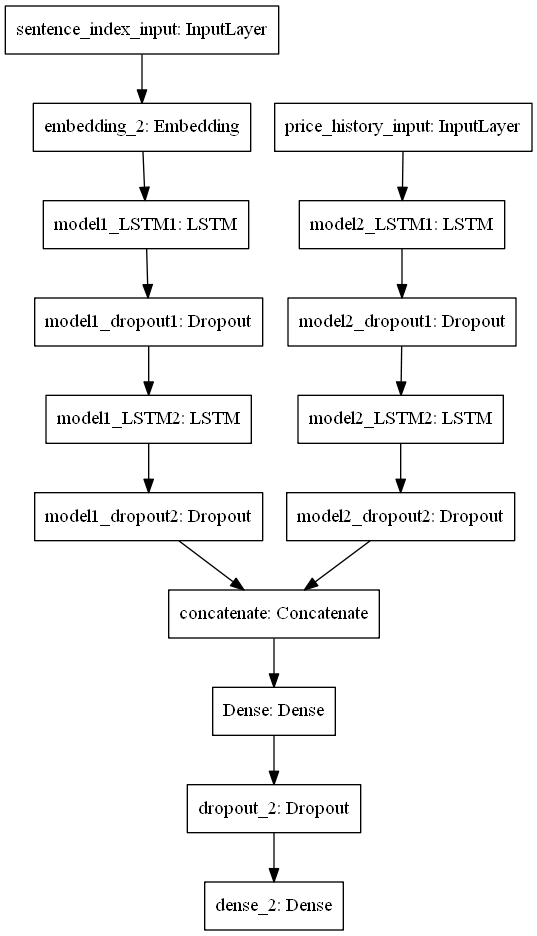 sentence_index_input: InputLayer
embedding_2: Embedding
price_history_input: InputLayer
model1_LSTM1: LSTM
model2_LSTM1: LSTM
model1_dropout1: Dropout
model2_dropout1: Dropout
model1_LSTM2: LSTM
model2_LSTM2: LSTM
model1_dropout2: Dropout
model2_dropout2: Dropout
concatenate: Concatenate
Dense: Dense
dropout_2: Dropout
dense_2: Dense